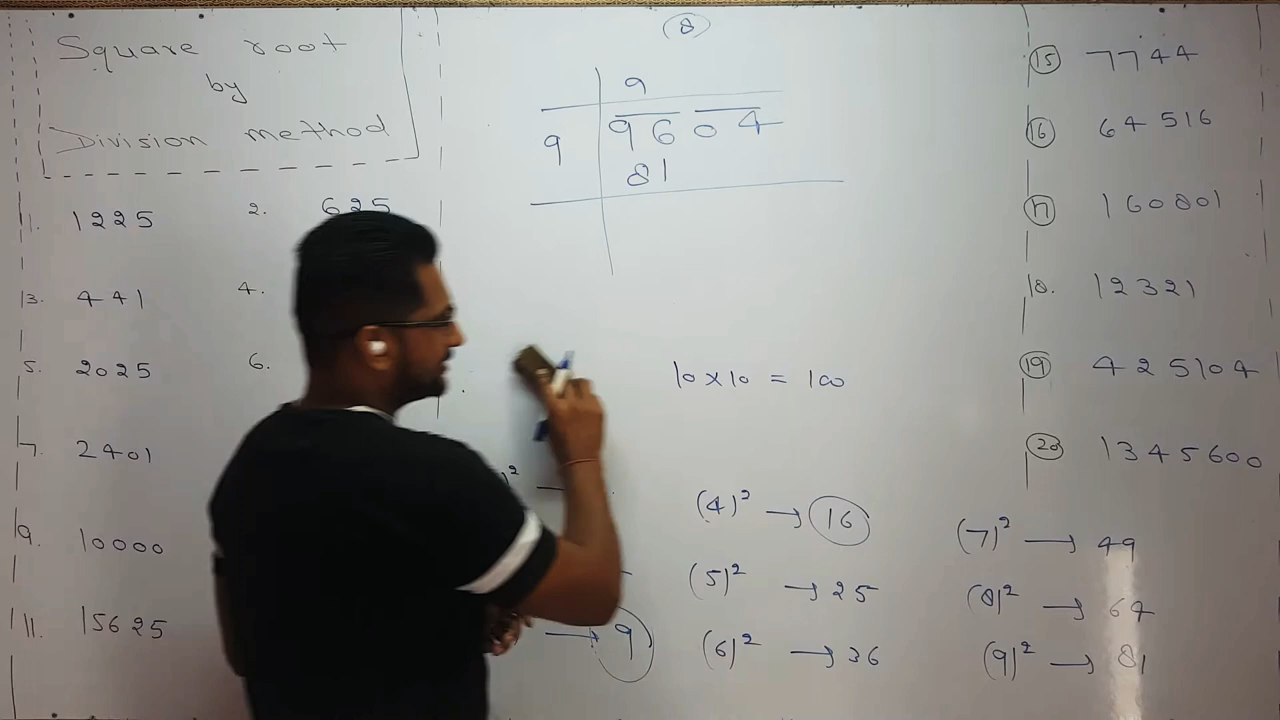 Square root
by
Division method
1. 1225 2. 625
3. 441 4.
5. 2025 6.
7. 2401
9. 10000
11. 15625
8
9
9 9604
81
10 x 10 = 100
(4)² → 16
(5)² → 25
(6)² → 36
→ 9
(7)² → 49
(8)² → 64
(9)² → 81
15 7744
16 64516
17 160801
18. 12321
19 425104
20 1345600